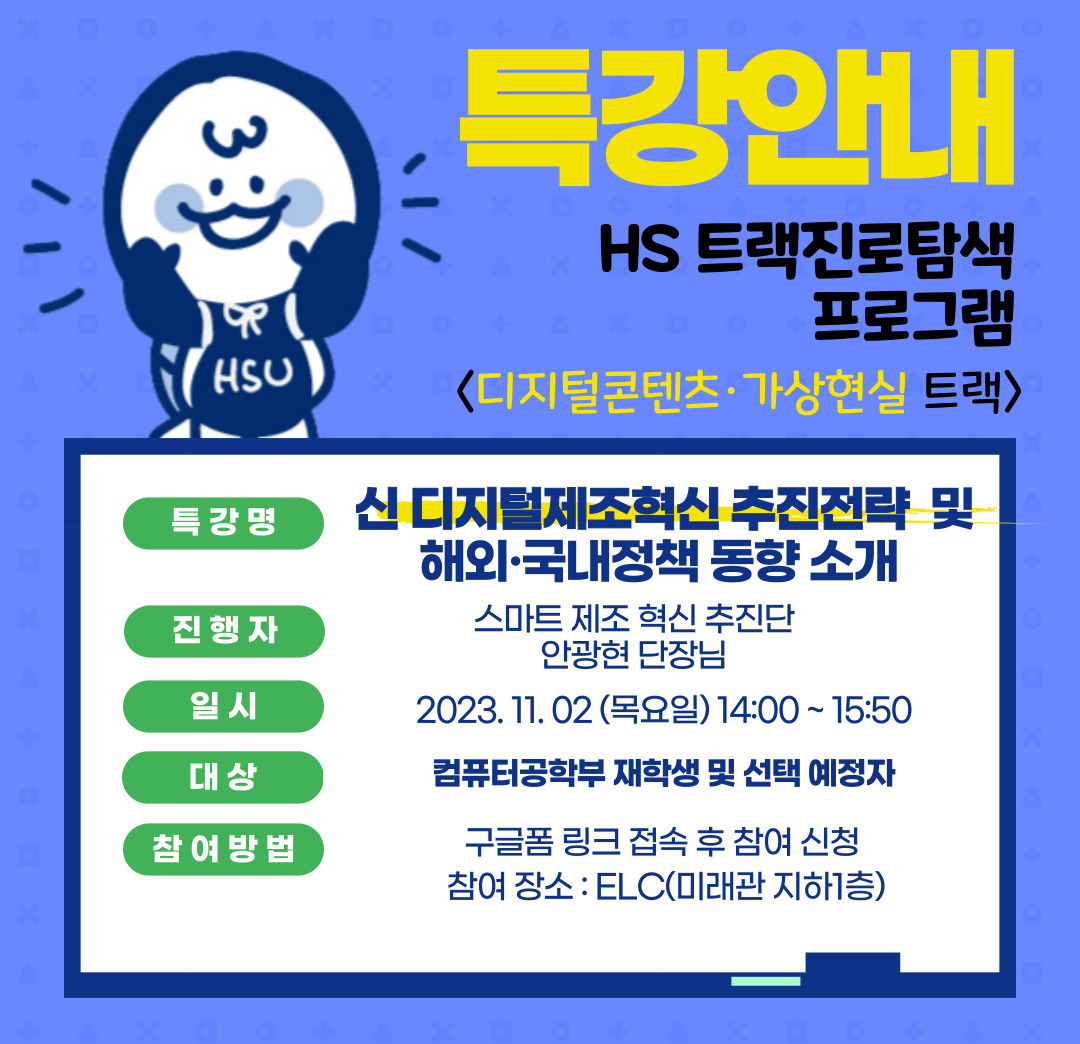 특강안내
HS 트랙진로탐색
프로그램
<디지털콘텐츠·가상현실 트랙>
HSU
특강명
신 디지털제조혁신 추진전략 및
해외·국내정책 동향 소개
진행자
스마트 제조 혁신 추진단
안광현 단장님
일시
2023. 11. 02 (목요일) 14:00 ~ 15:50
대상
컴퓨터공학부 재학생 및 선택 예정자
참여방법
구글폼 링크 접속 후 참여 신청
참여 장소 : ELC(미래관 지하1층)